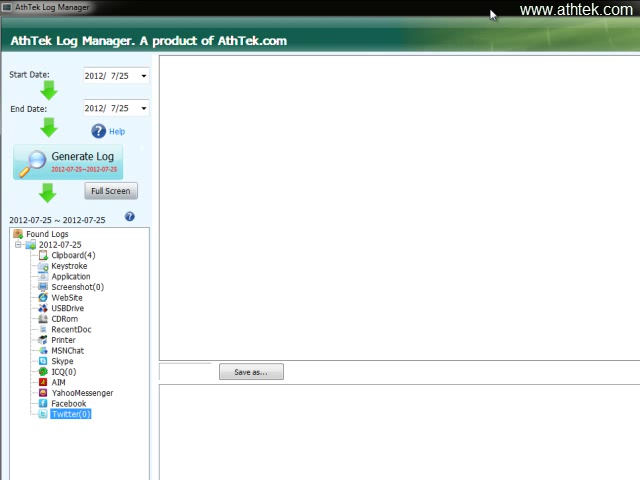 AthTek Log Manager
www.athtek.com
AthTek Log Manager. A product of AthTek.com
Start Date:
2012/ 7/25
End Date:
2012/ 7/25
Help
Generate Log
2012-07-25~2012-07-25
Full Screen
2012-07-25 ~ 2012-07-25
Found Logs
2012-07-25
Clipboard(4)
Keystroke
Application
Screenshot(0)
WebSite
USBDrive
CDRom
RecentDoc
Printer
MSNChat
Skype
ICQ(0)
AIM
YahooMessenger
Facebook
Twitter(0)
Save as...